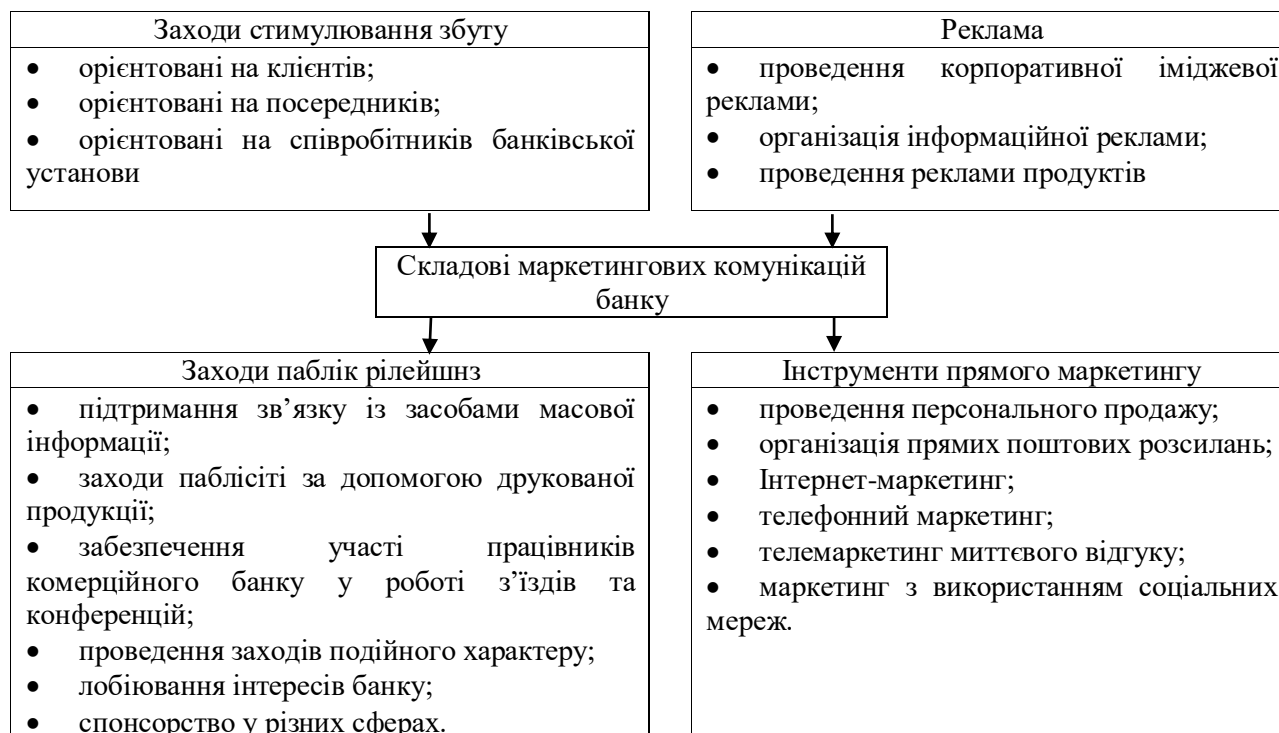 Заходи стимулювання збуту
• орієнтовані на клієнтів;
• орієнтовані на посередників;
• орієнтовані на співробітників банківської
установи
Реклама
• проведення корпоративної іміджевої
реклами;
• організація інформаційної реклами;
• проведення реклами продуктів
Складові маркетингових комунікацій
банку
Заходи паблік рілейшнз
• підтримання зв’язку із засобами масової
інформації;
• заходи паблісіті за допомогою друкованої
продукції;
• забезпечення участі працівників
комерційного банку у роботі з’їздів та
конференцій;
• проведення заходів подійного характеру;
• лобіювання інтересів банку;
• спонсорство у різних сферах.
Інструменти прямого маркетингу
• проведення персонального продажу;
• організація прямих поштових розсилань;
• Інтернет-маркетинг;
• телефонний маркетинг;
• телемаркетинг миттєвого відгуку;
• маркетинг з використанням соціальних
мереж.